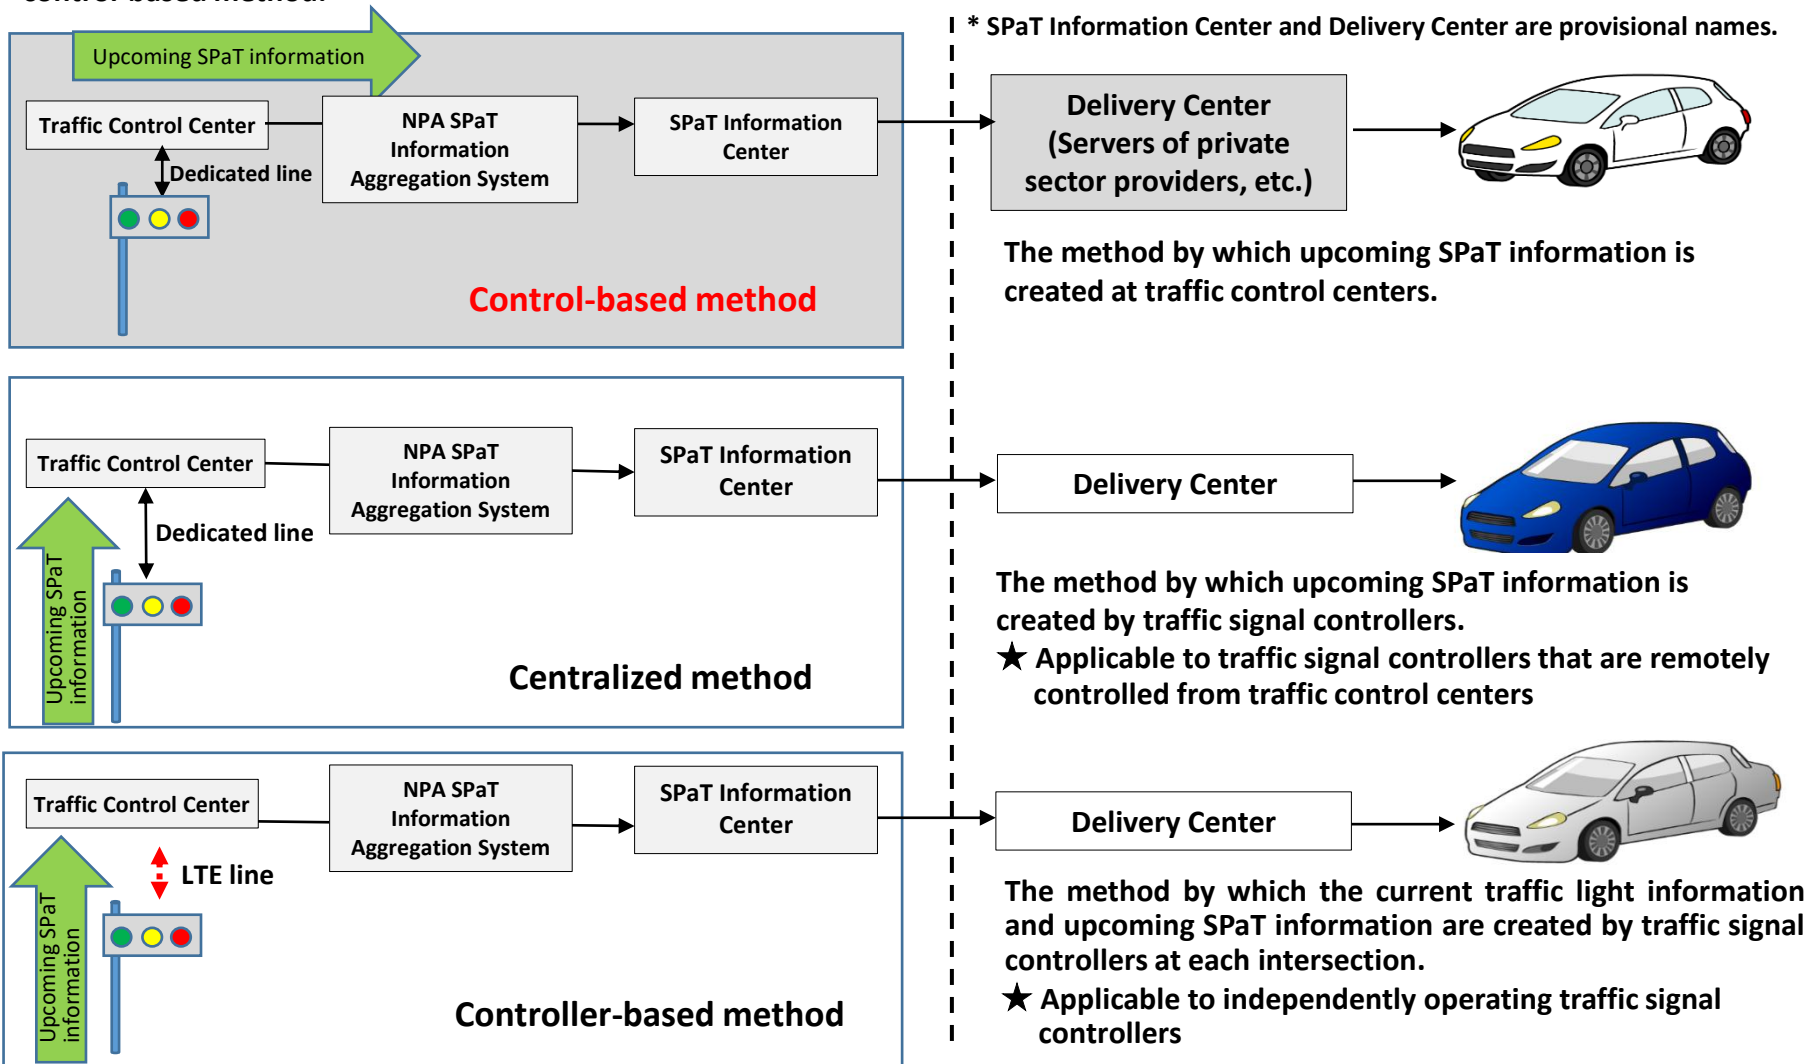 control-based method.
* SPaT Information Center and Delivery Center are provisional names.
Upcoming SPaT information
Traffic Control Center
NPA SPaT
Information
Aggregation System
SPaT Information
Center
Dedicated line
Control-based method
Delivery Center
(Servers of private
sector providers, etc.)
The method by which upcoming SPaT information is
created at traffic control centers.
Traffic Control Center
NPA SPaT
Information
Aggregation System
SPaT Information
Center
Dedicated line
Upcoming SPaT
information
Centralized method
Delivery Center
The method by which upcoming SPaT information is
created by traffic signal controllers.
★ Applicable to traffic signal controllers that are remotely
controlled from traffic control centers
Traffic Control Center
NPA SPaT
Information
Aggregation System
SPaT Information
Center
LTE line
Upcoming SPaT
information
Controller-based method
Delivery Center
The method by which the current traffic light information
and upcoming SPaT information are created by traffic signal
controllers at each intersection.
★ Applicable to independently operating traffic signal
controllers